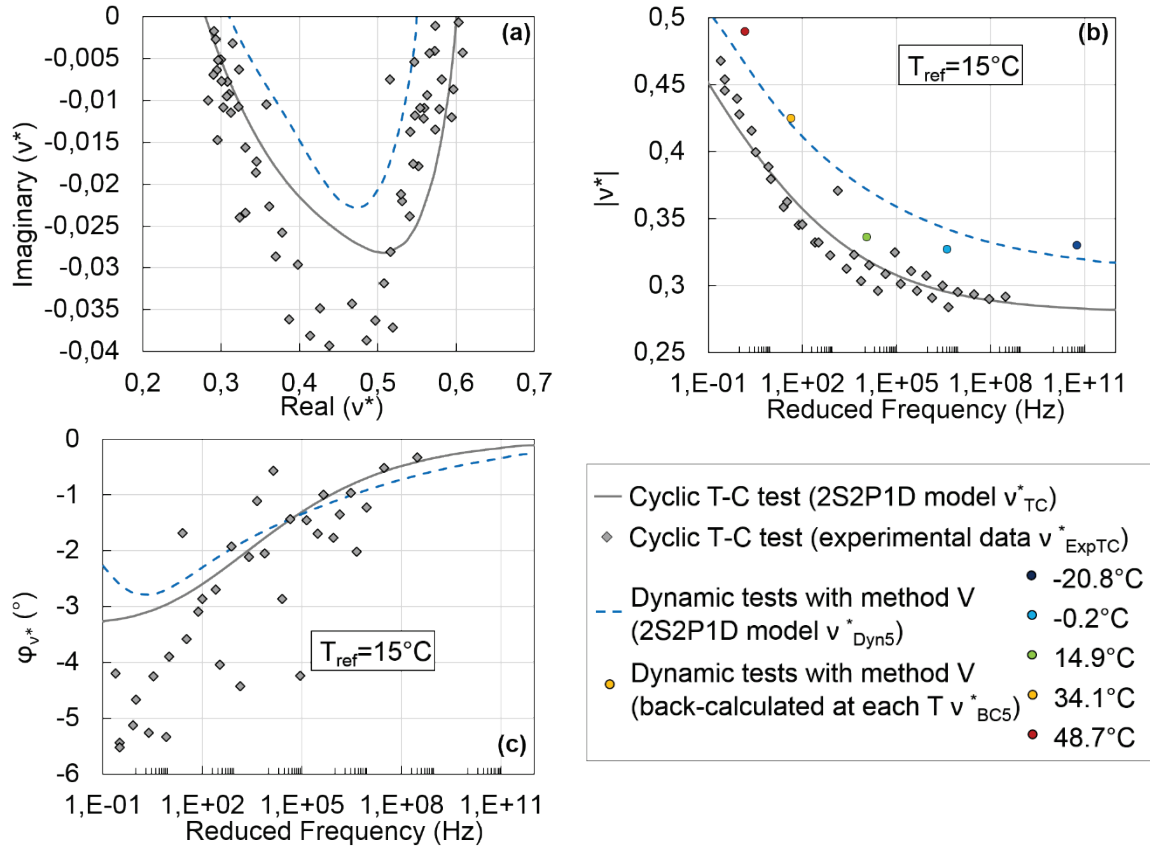 0
-0,005
-0,01
-0,015
-0,02
-0,025
-0,03
-0,035
-0,04
Imaginary (ν*)
(a)
0,2 0,3 0,4 0,5 0,6 0,7
Real (ν*)
0,5
0,45
0,4
0,35
0,3
0,25
|ν*|
(b)
Tref=15°C
1,E-01 1,E+02 1,E+05 1,E+08 1,E+11
Reduced Frequency (Hz)
0
-1
-2
-3
-4
-5
-6
φν* (°)
Tref=15°C
(c)
1,E-01 1,E+02 1,E+05 1,E+08 1,E+11
Reduced Frequency (Hz)
Cyclic T-C test (2S2P1D model ν*TC)
Cyclic T-C test (experimental data ν*ExpTC)
Dynamic tests with method V
(2S2P1D model ν*Dyn5)
Dynamic tests with method V
(back-calculated at each T ν*BC5)
-20.8°C
-0.2°C
14.9°C
34.1°C
48.7°C